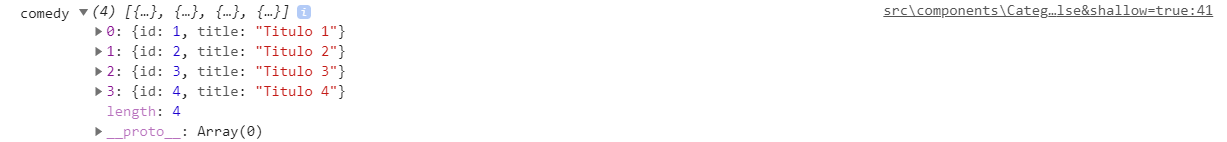 comedy ▼(4) [{…}, {…}, {…}, {…}] i src\components\Categ…lse&shallow=true:41
▶0: {id: 1, title: "Titulo 1"}
▶1: {id: 2, title: "Titulo 2"}
▶2: {id: 3, title: "Titulo 3"}
▶3: {id: 4, title: "Titulo 4"}
length: 4
▶__proto__: Array(0)